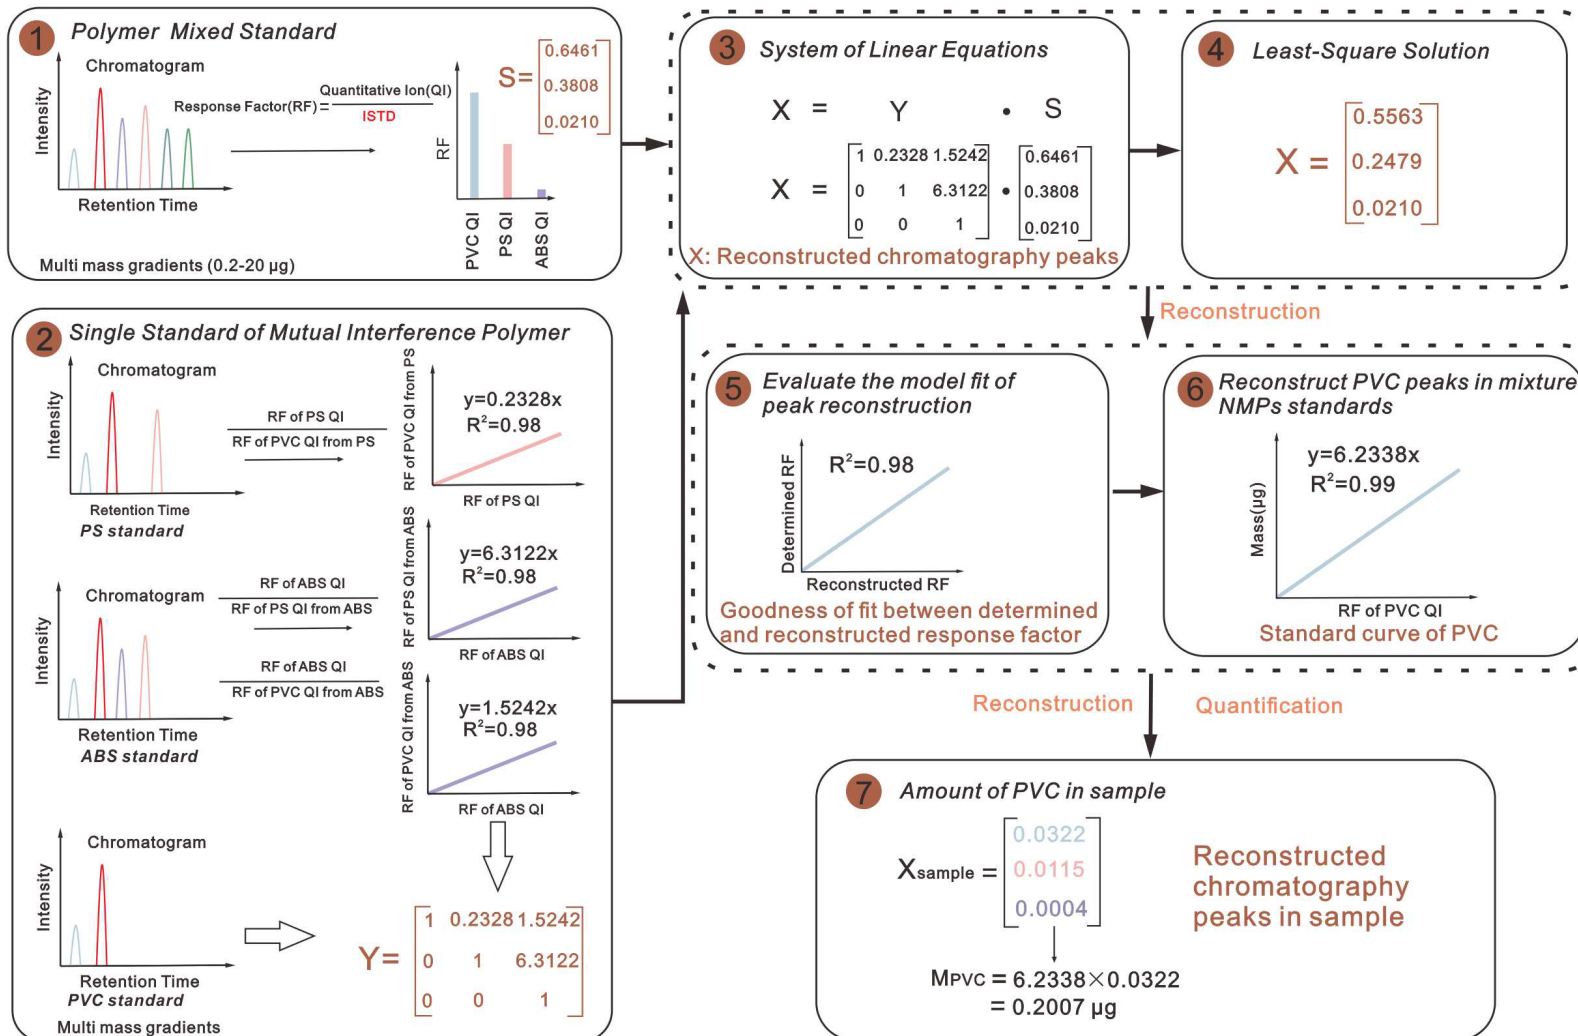 1 Polymer Mixed Standard
Chromatogram
Intensity
Retention Time
Response Factor(RF) = Quantitative Ion(QI)
ISTD
RF
PVC QI
PS QI
ABS QI
S= 0.6461
0.3808
0.0210
Multi mass gradients (0.2-20 µg)
2 Single Standard of Mutual Interference Polymer
Chromatogram
Intensity
Retention Time
PS standard
RF of PS QI
RF of PVC QI from PS
RF of PVC QI from PS
y=0.2328x
R²=0.98
RF of PS QI
Chromatogram
Intensity
Retention Time
ABS standard
RF of ABS QI
RF of PS QI from ABS
RF of ABS QI
RF of PVC QI from ABS
RF of PS QI from ABS
y=6.3122x
R²=0.98
RF of ABS QI
RF of PVC QI from ABS
y=1.5242x
R²=0.98
RF of ABS QI
Chromatogram
Intensity
Retention Time
PVC standard
Multi mass gradients
Y= 1 0.2328 1.5242
0 1 6.3122
0 0 1
3 System of Linear Equations
X = Y • S
X = 1 0.2328 1.5242 • 0.6461
0 1 6.3122 0.3808
0 0 1 0.0210
X: Reconstructed chromatography peaks
4 Least-Square Solution
X = 0.5563
0.2479
0.0210
Reconstruction
5 Evaluate the model fit of
peak reconstruction
Determined RF
R²=0.98
Reconstructed RF
Goodness of fit between determined
and reconstructed response factor
6 Reconstruct PVC peaks in mixture
NMPs standards
Mass(µg)
y=6.2338x
R²=0.99
RF of PVC QI
Standard curve of PVC
Reconstruction
Quantification
7 Amount of PVC in sample
Xsample = 0.0322
0.0115
0.0004
MPVC = 6.2338×0.0322
= 0.2007 µg
Reconstructed
chromatography
peaks in sample